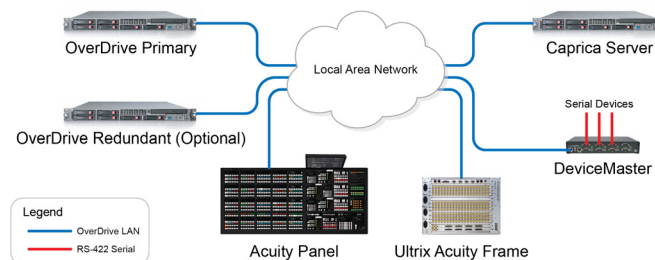 OverDrive Primary
Local Area Network
Caprica Server
OverDrive Redundant (Optional)
Serial Devices
DeviceMaster
Legend
OverDrive LAN
RS-422 Serial
Acuity Panel
Ultrix Acuity Frame